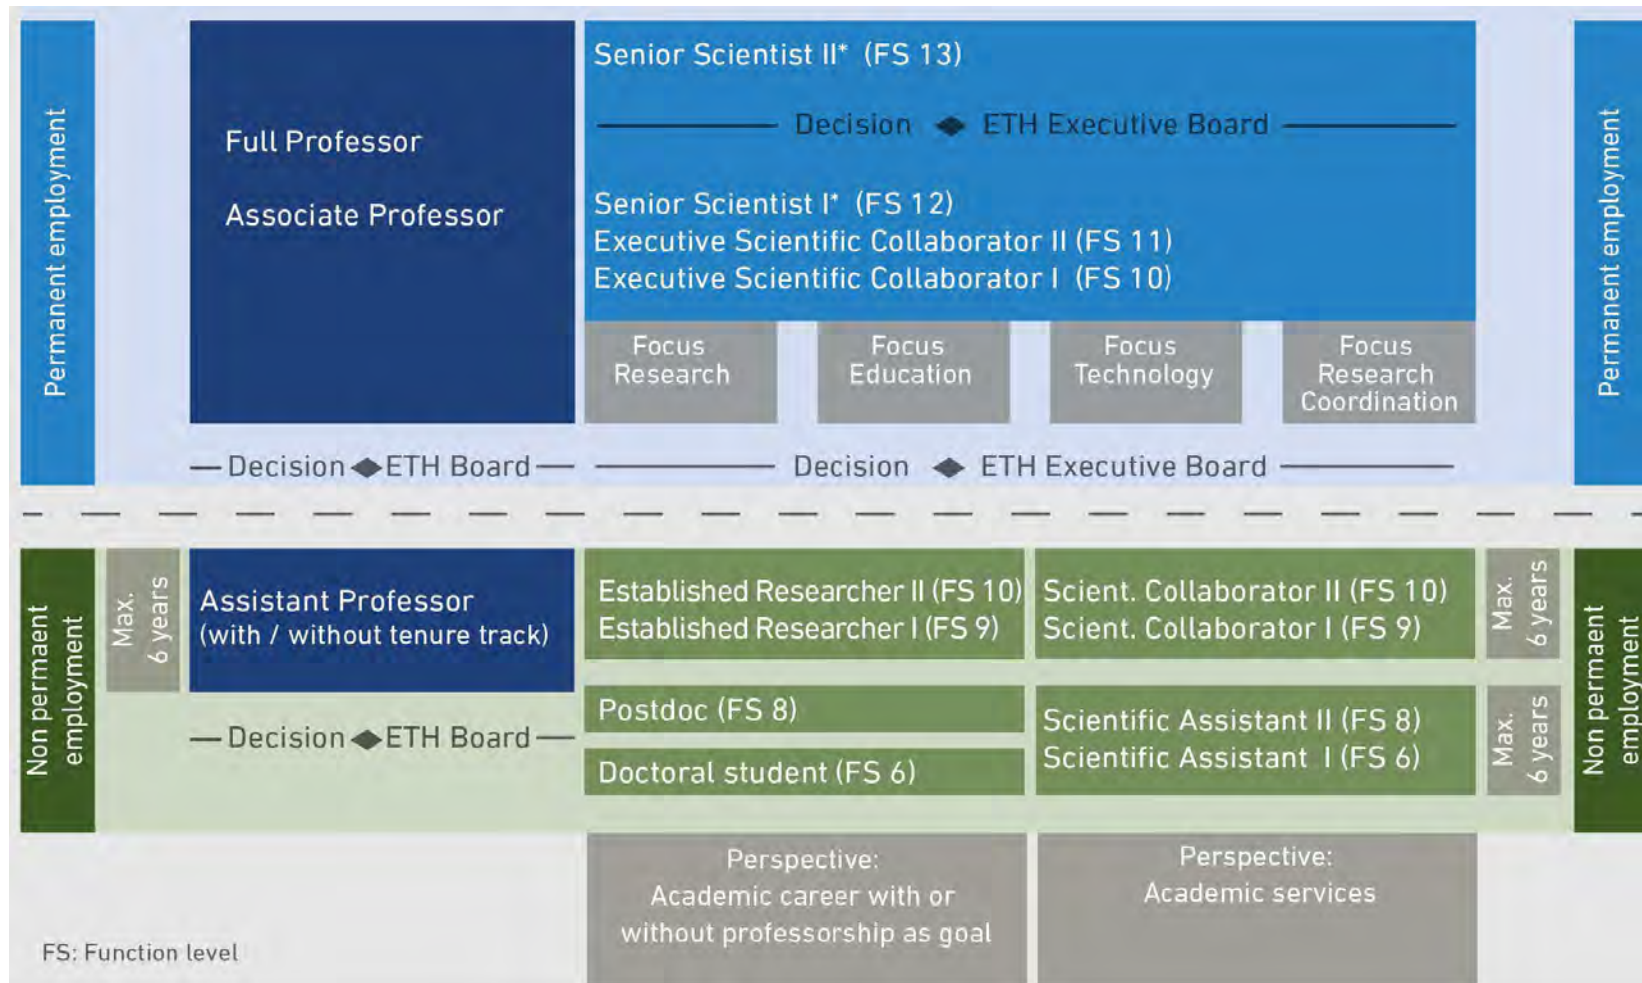 Permanent employment
Full Professor
Associate Professor
Senior Scientist II* (FS 13)
Decision ◆ ETH Executive Board
Senior Scientist I* (FS 12)
Executive Scientific Collaborator II (FS 11)
Executive Scientific Collaborator I (FS 10)
Focus
Research
Focus
Education
Focus
Technology
Focus
Research
Coordination
Permanent employment
Decision ◆ ETH Board
Decision ◆ ETH Executive Board
Non permaent
employment
Max.
6 years
Assistant Professor
(with / without tenure track)
Decision ◆ ETH Board
Established Researcher II (FS 10)
Established Researcher I (FS 9)
Scient. Collaborator II (FS 10)
Scient. Collaborator I (FS 9)
Max.
6 years
Postdoc (FS 8)
Doctoral student (FS 6)
Scientific Assistant II (FS 8)
Scientific Assistant I (FS 6)
Max.
6 years
Non permaent
employment
Perspective:
Academic career with or
without professorship as goal
Perspective:
Academic services
FS: Function level